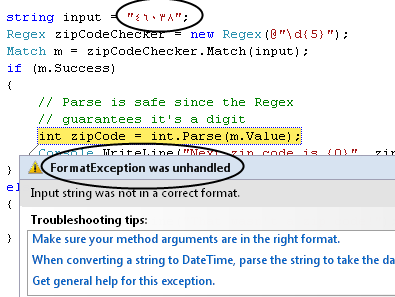 string input = "٤٦٠٣٨";
Regex zipCodeChecker = new Regex(@"\d{5}");
Match m = zipCodeChecker.Match(input);
if (m.Success)
{
// Parse is safe since the Regex
// guarantees it's a digit
int zipCode = int.Parse(m.Value);
Console.WriteLine("Next zip code is {0}", zip
}
FormatException was unhandled
el
Input string was not in a correct format.
{
Troubleshooting tips:
}
Make sure your method arguments are in the right format.
When converting a string to DateTime, parse the string to take the da
Get general help for this exception.